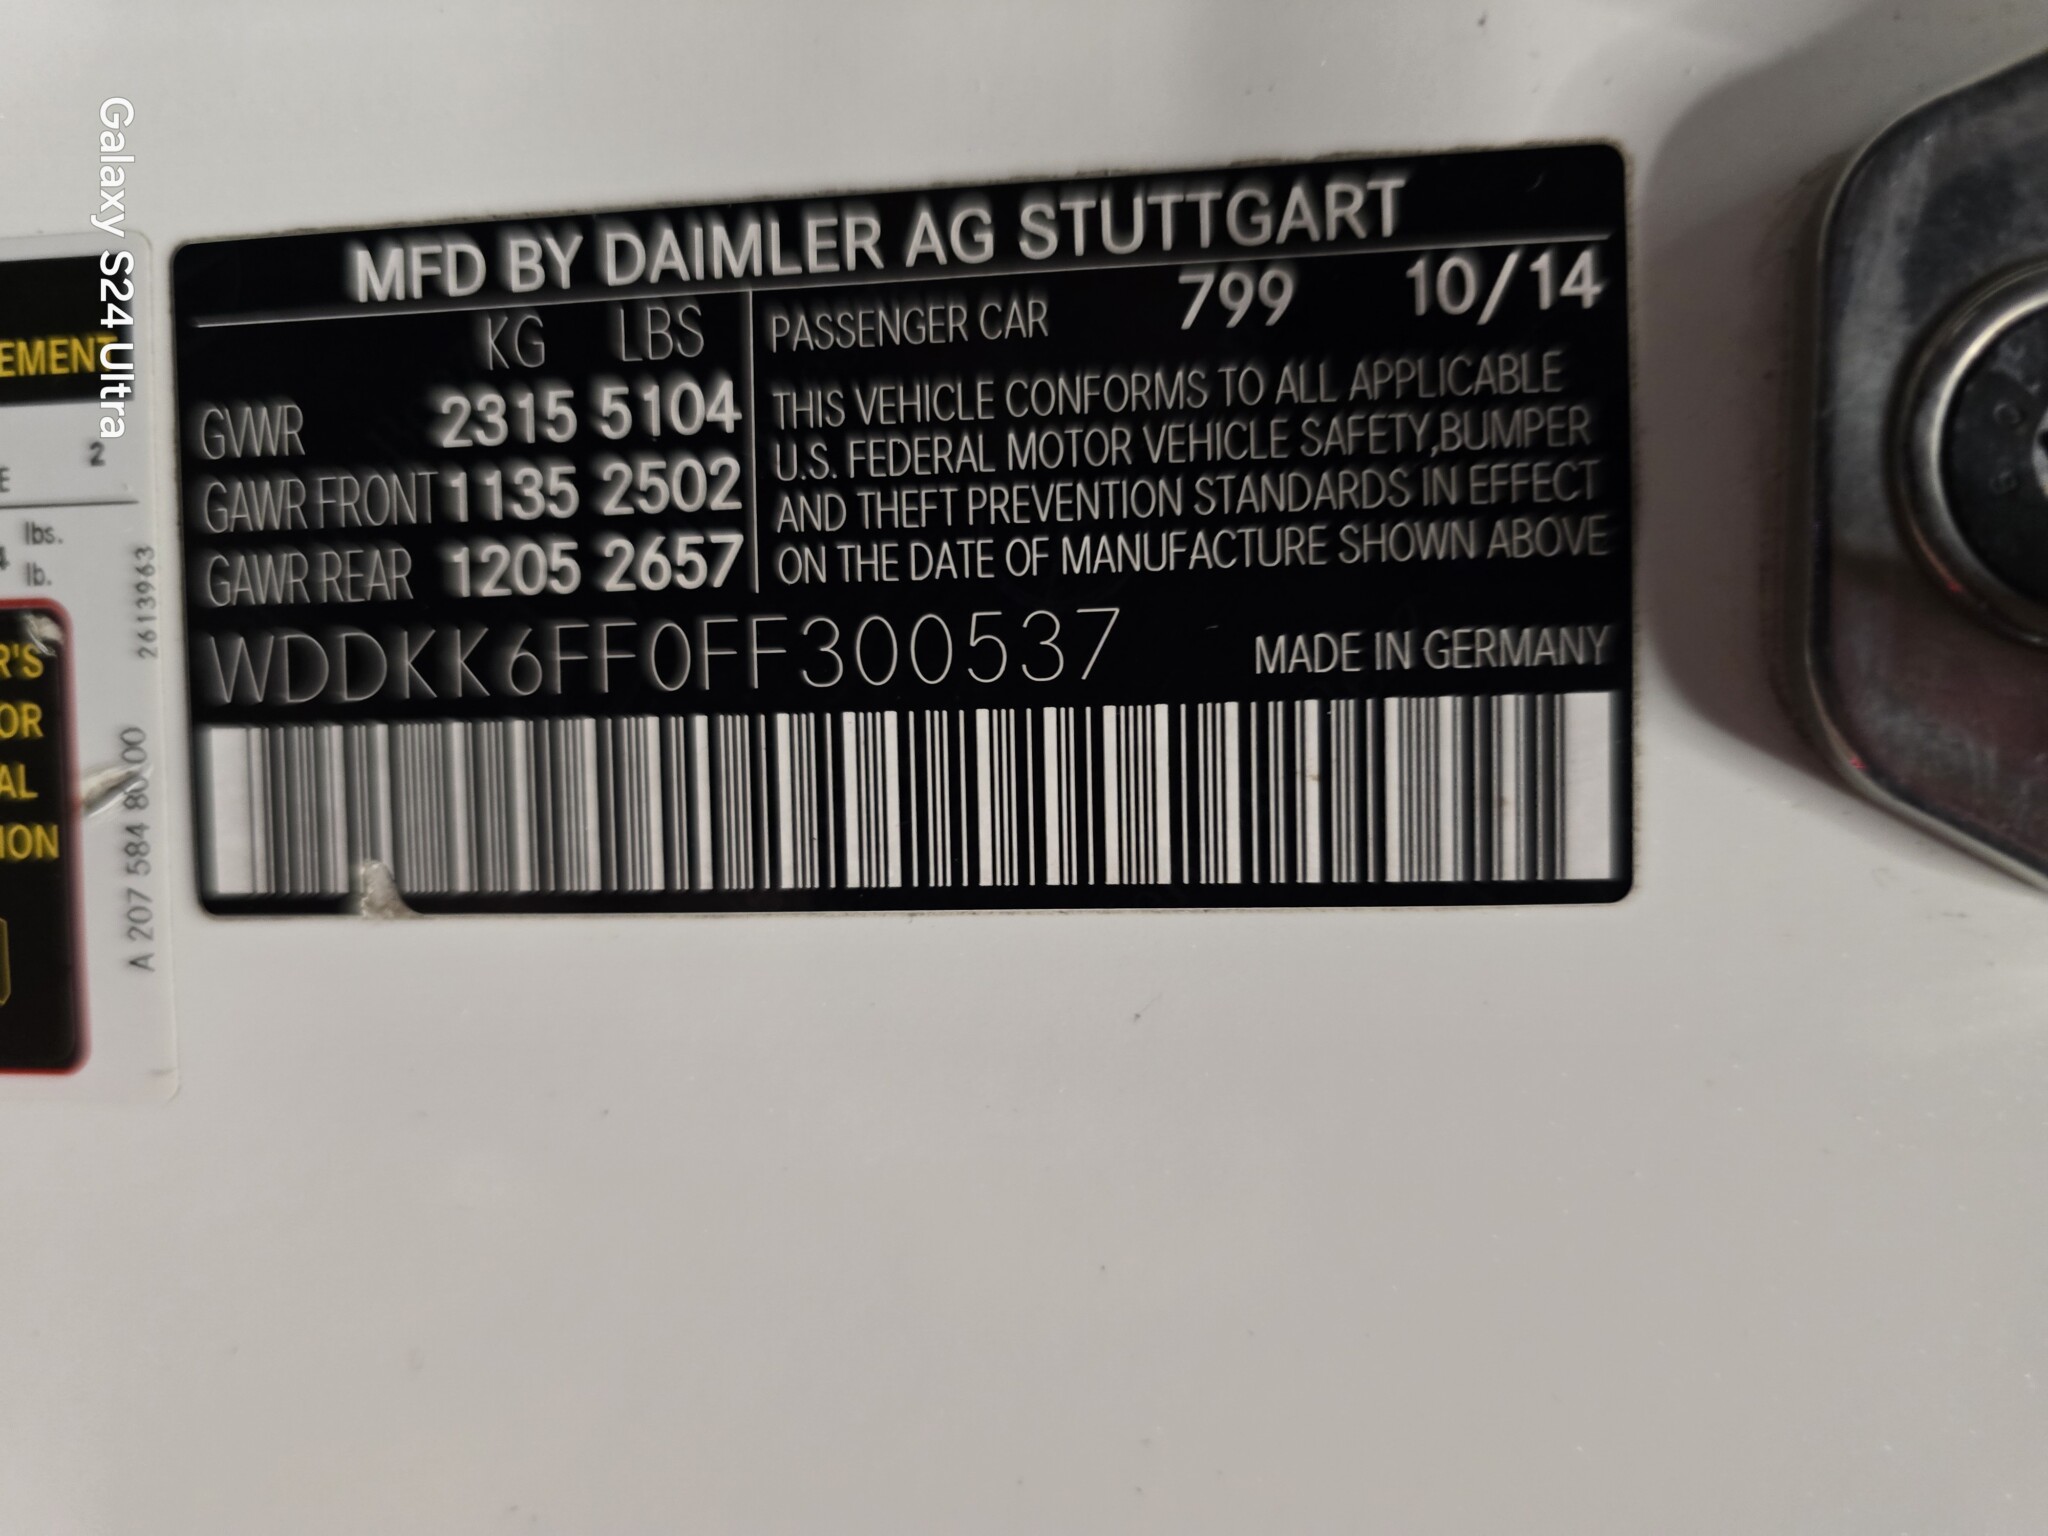 Galaxy S24 Ultra
EMENT
E 2
lbs.
4 lb.
R'S
OR
AL
ION
2613963
A 207 584 80 00
MFD BY DAIMLER AG STUTTGART
KG LBS
GVWR 2315 5104
GAWR FRONT 1135 2502
GAWR REAR 1205 2657
PASSENGER CAR 799 10/14
THIS VEHICLE CONFORMS TO ALL APPLICABLE
U.S. FEDERAL MOTOR VEHICLE SAFETY,BUMPER
AND THEFT PREVENTION STANDARDS IN EFFECT
ON THE DATE OF MANUFACTURE SHOWN ABOVE
WDDKK6FF0FF300537
MADE IN GERMANY